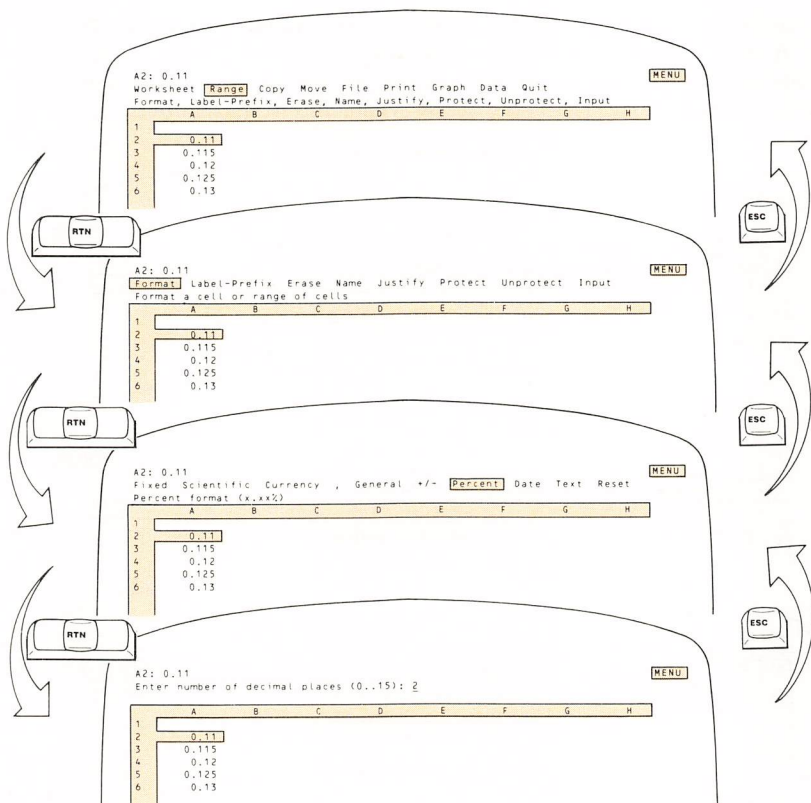 A2: 0.11 MENU
Worksheet Range Copy Move File Print Graph Data Quit
Format, Label-Prefix, Erase, Name, Justify, Protect, Unprotect, Input
A B C D E F G H
1
2 0.11
3 0.115
4 0.12
5 0.125
6 0.13
RTN
ESC
A2: 0.11 MENU
Format Label-Prefix Erase Name Justify Protect Unprotect Input
Format a cell or range of cells
A B C D E F G H
1
2 0.11
3 0.115
4 0.12
5 0.125
6 0.13
RTN
ESC
A2: 0.11 MENU
Fixed Scientific Currency , General +/- Percent Date Text Reset
Percent format (x.xx%)
A B C D E F G H
1
2 0.11
3 0.115
4 0.12
5 0.125
6 0.13
RTN
ESC
A2: 0.11 MENU
Enter number of decimal places (0..15): 2
A B C D E F G H
1
2 0.11
3 0.115
4 0.12
5 0.125
6 0.13